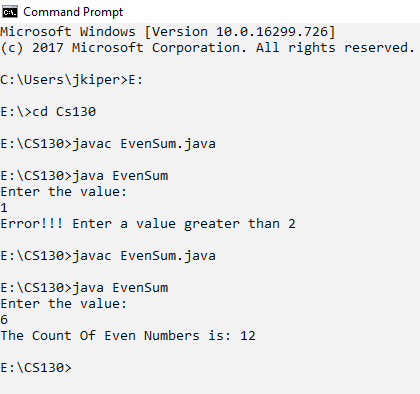 Command Prompt
Microsoft Windows [Version 10.0.16299.726]
(c) 2017 Microsoft Corporation. All rights reserved.
C:\Users\jkiper>E:
E:\>cd Cs130
E:\CS130>javac EvenSum.java
E:\CS130>java EvenSum
Enter the value:
1
Error!!! Enter a value greater than 2
E:\CS130>javac EvenSum.java
E:\CS130>java EvenSum
Enter the value:
6
The Count Of Even Numbers is: 12
E:\CS130>